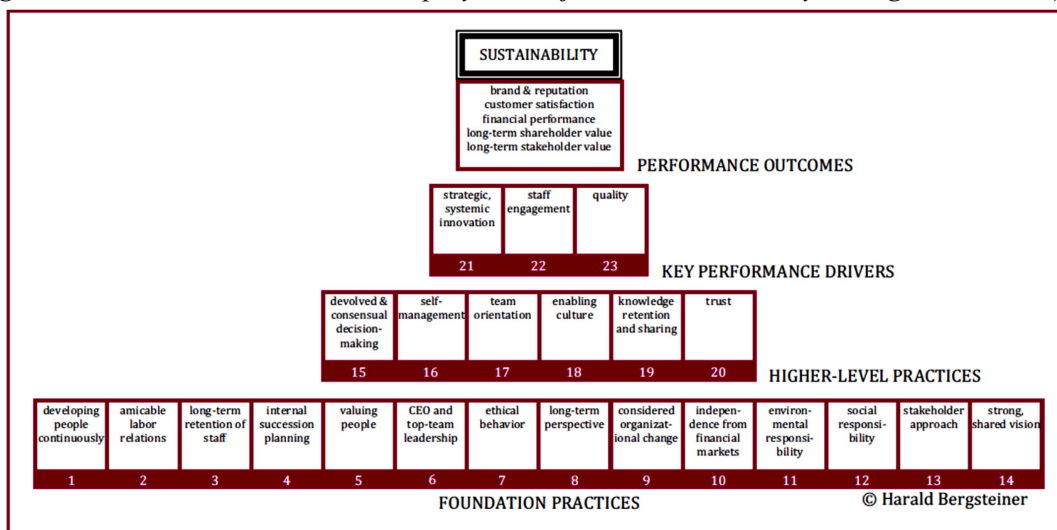 SUSTAINABILITY
brand & reputation
customer satisfaction
financial performance
long-term shareholder value
long-term stakeholder value
PERFORMANCE OUTCOMES
strategic,
systemic
innovation
21
staff
engagement
22
quality
23
KEY PERFORMANCE DRIVERS
devolved &
consensual
decision-
making
15
self-
management
16
team
orientation
17
enabling
culture
18
knowledge
retention
and sharing
19
trust
20
HIGHER-LEVEL PRACTICES
developing
people
continuously
1
amicable
labor
relations
2
long-term
retention of
staff
3
internal
succession
planning
4
valuing
people
5
CEO and
top-team
leadership
6
ethical
behavior
7
long-term
perspective
8
considered
organizat-
ional change
9
indepen-
dence from
financial
markets
10
environ-
mental
responsi-
bility
11
social
responsi-
bility
12
stakeholder
approach
13
strong,
shared vision
14
FOUNDATION PRACTICES
© Harald Bergsteiner